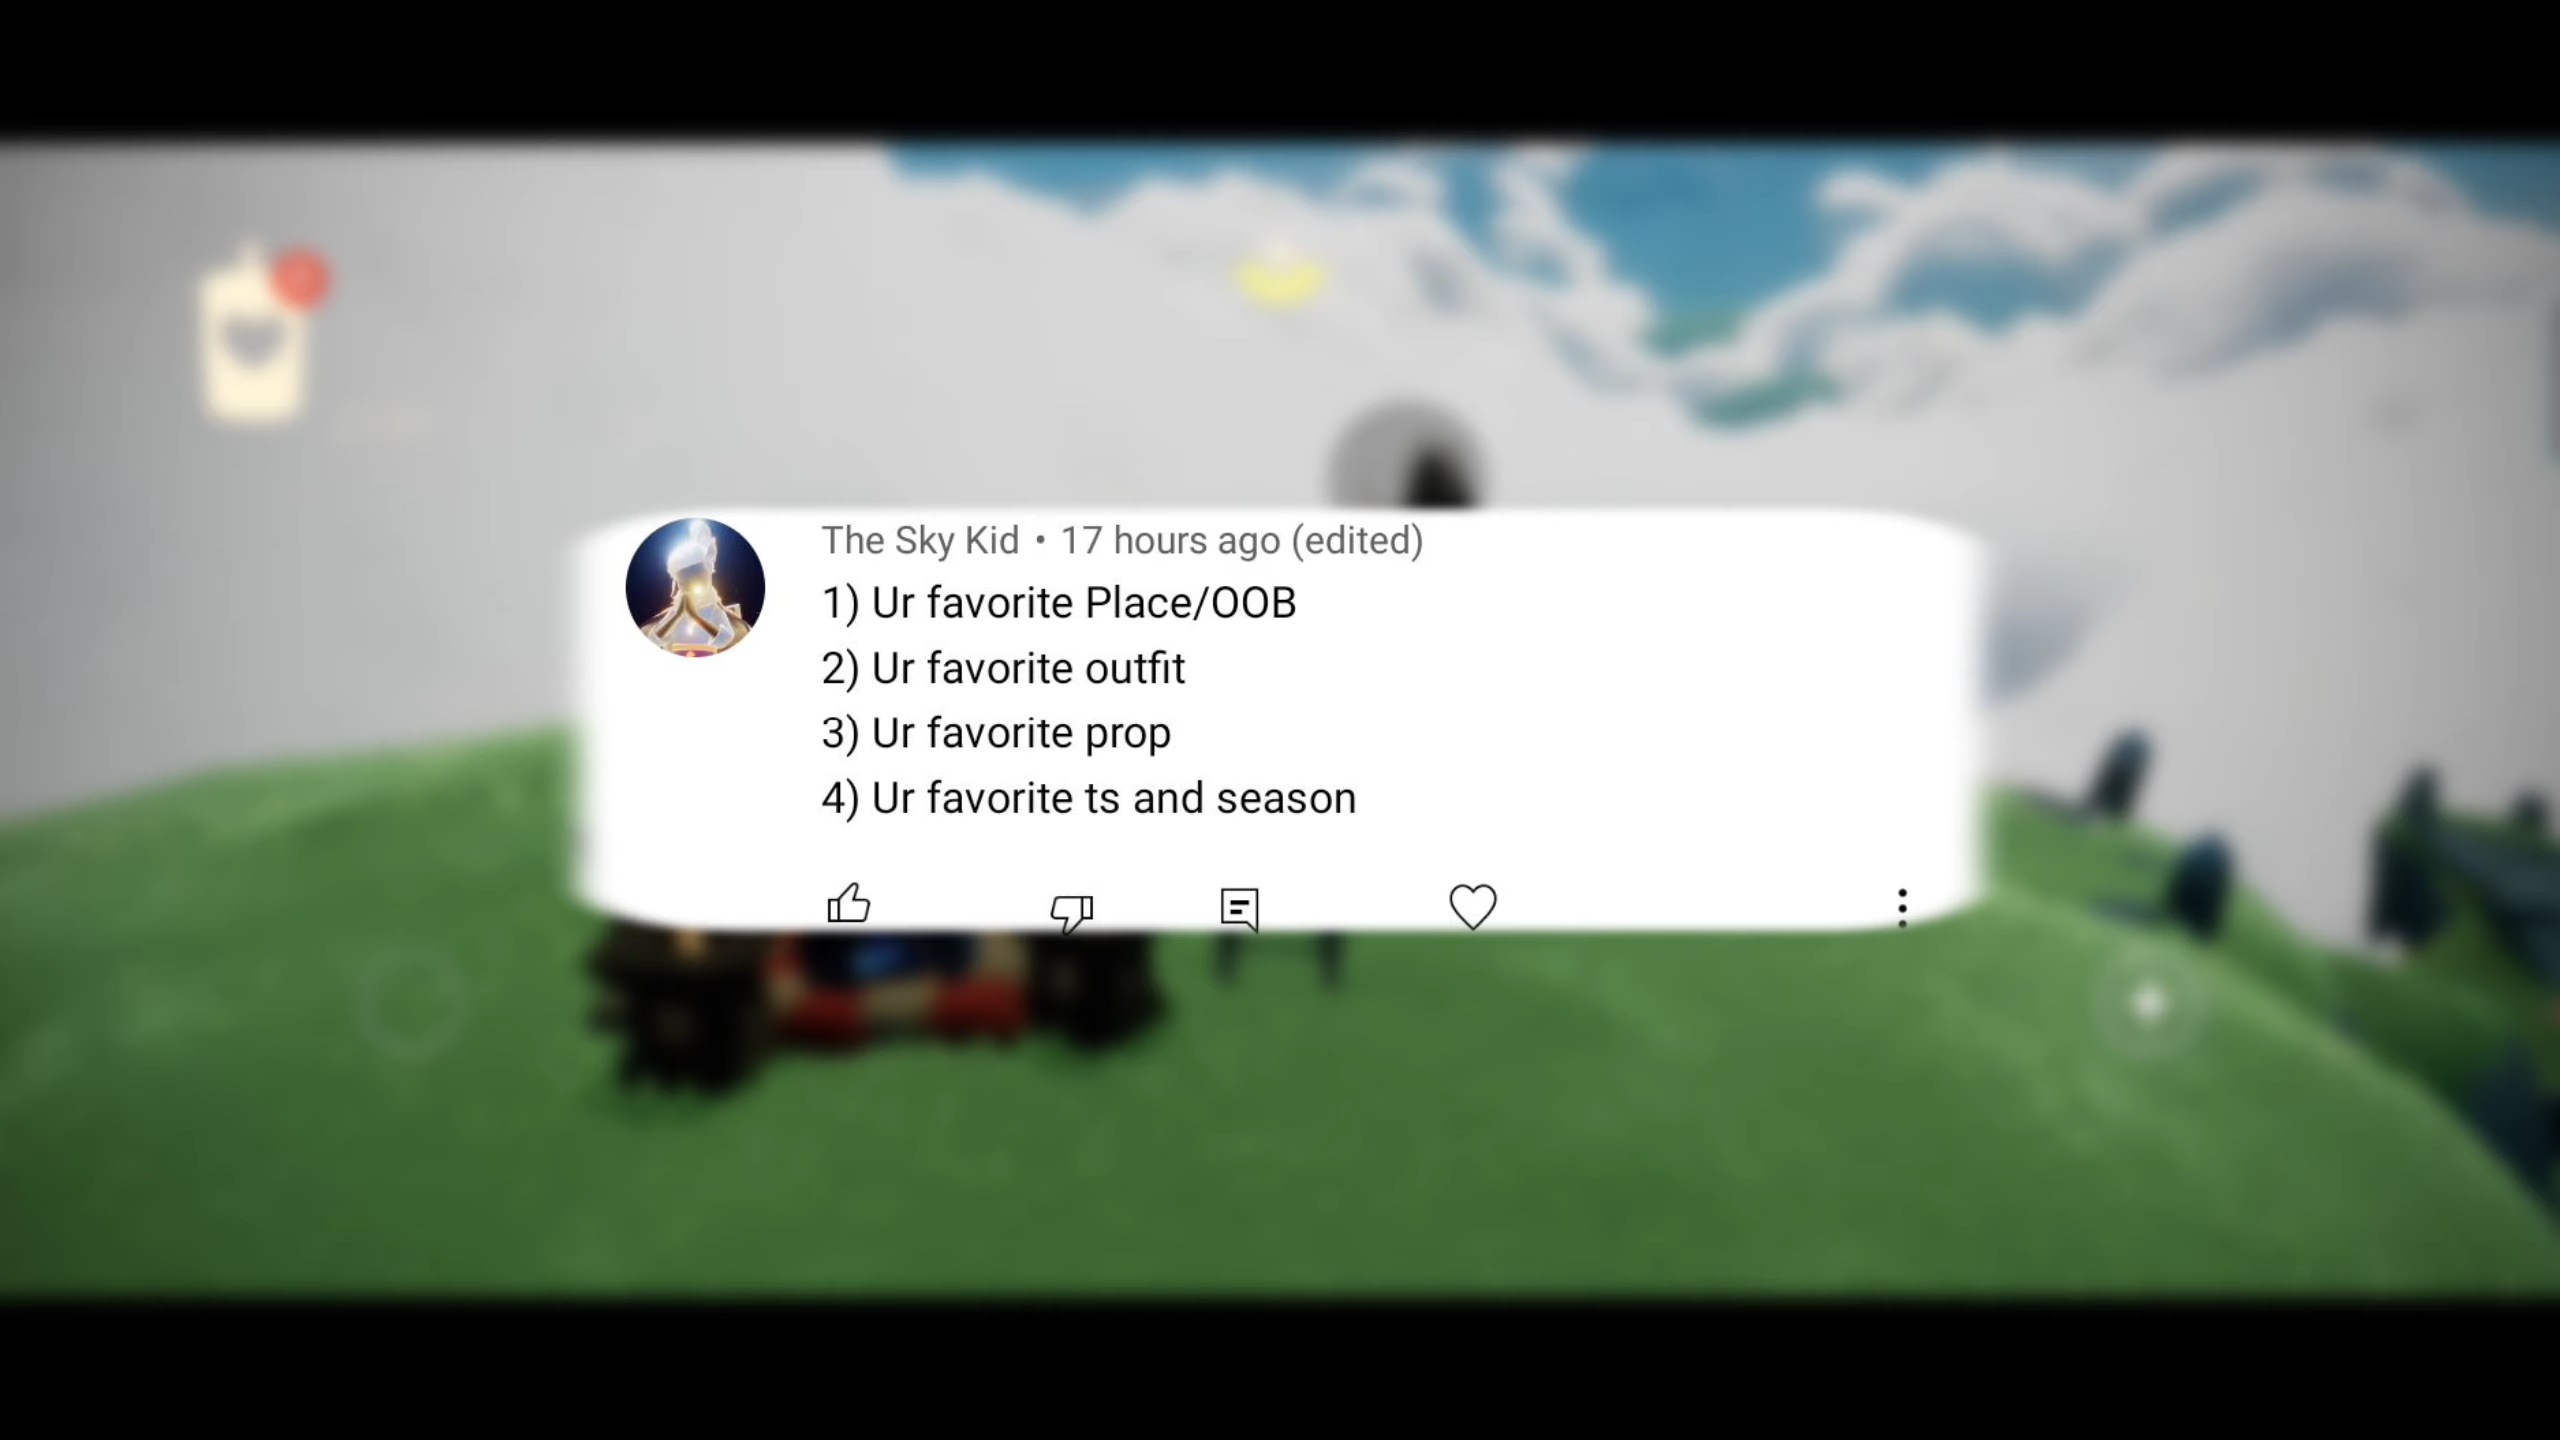 The Sky Kid • 17 hours ago (edited)
1) Ur favorite Place/OOB
2) Ur favorite outfit
3) Ur favorite prop
4) Ur favorite ts and season